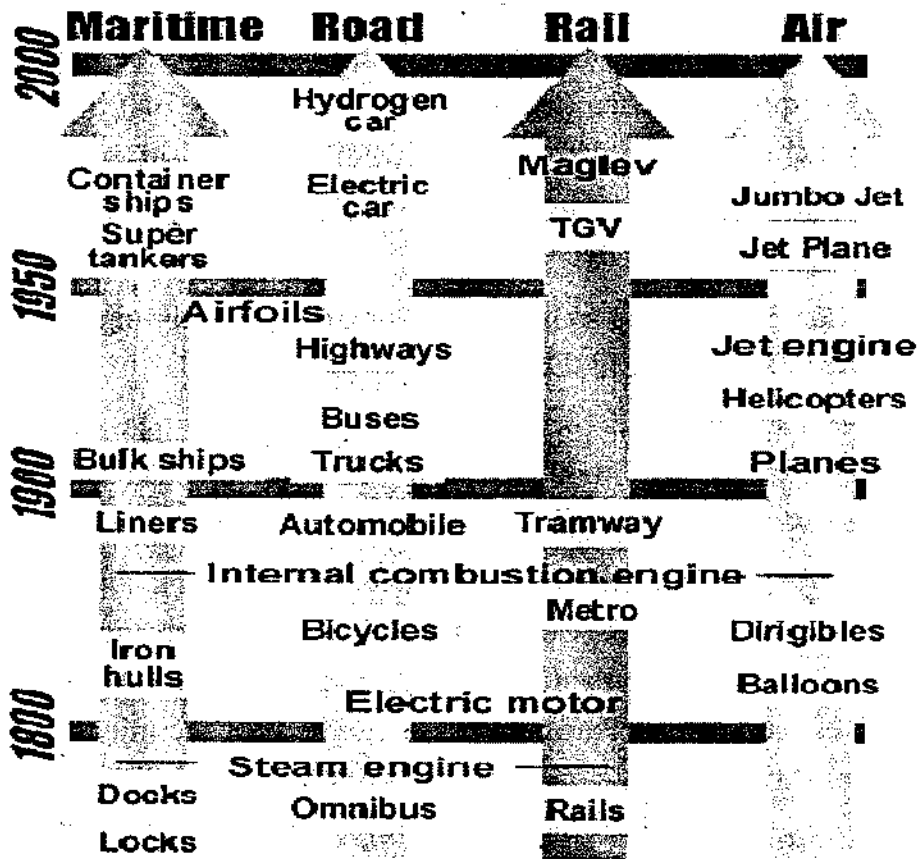 Maritime Road Rail Air
2000
Hydrogen
car
Maglev
Container
ships
Electric
car
Jumbo Jet
Super
tankers
TGV
Jet Plane
1950
Airfoils
Highways
Jet engine
Buses
Helicopters
Bulk ships
Trucks
Planes
1900
Liners
Automobile
Tramway
Internal combustion engine
Metro
Bicycles
Dirigibles
Iron
hulls
Balloons
Electric motor
1800
Steam engine
Docks
Omnibus
Rails
Locks